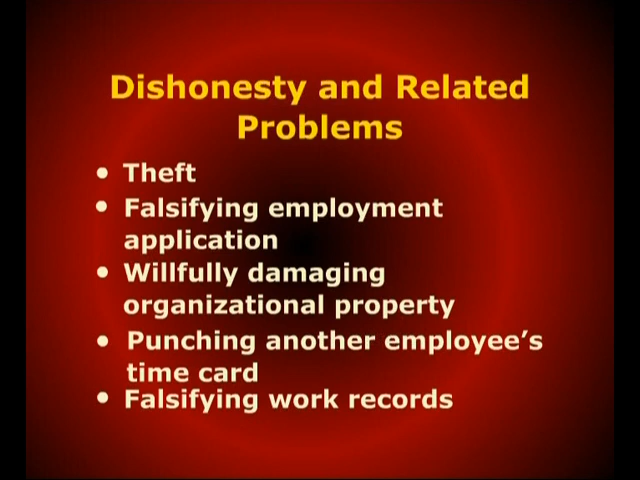 Dishonesty and Related
Problems
• Theft
• Falsifying employment
application
• Willfully damaging
organizational property
• Punching another employee’s
time card
• Falsifying work records